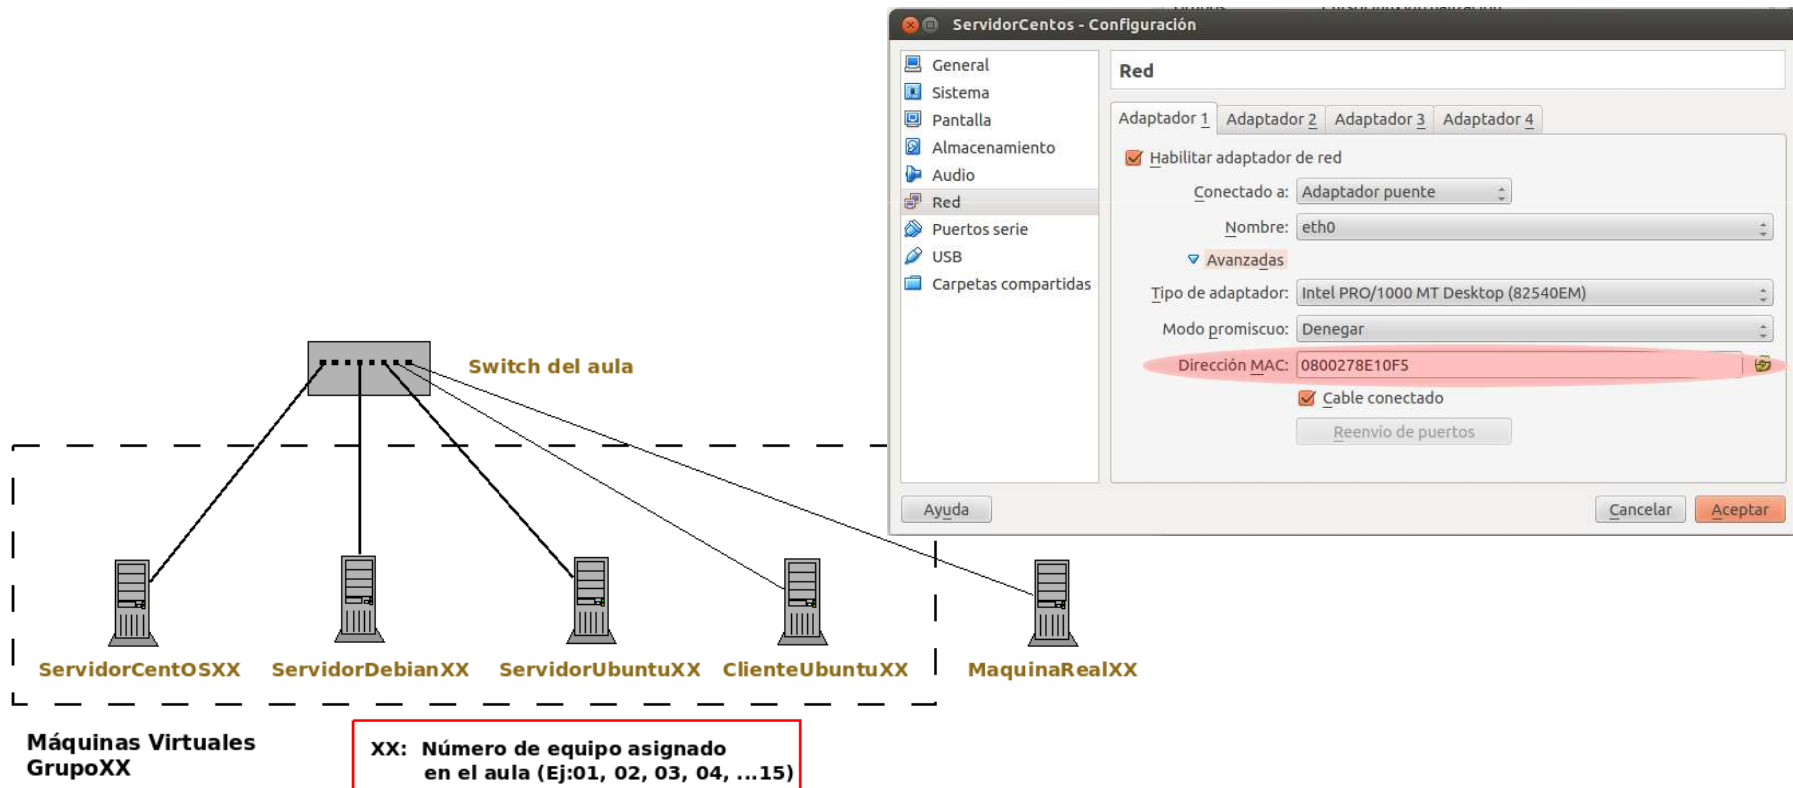 ServidorCentos - Configuración
General
Sistema
Pantalla
Almacenamiento
Audio
Red
Puertos serie
USB
Carpetas compartidas
Red
Adaptador 1 Adaptador 2 Adaptador 3 Adaptador 4
Habilitar adaptador de red
Conectado a: Adaptador puente
Nombre: eth0
Avanzadas
Tipo de adaptador: Intel PRO/1000 MT Desktop (82540EM)
Modo promiscuo: Denegar
Dirección MAC: 0800278E10F5
Cable conectado
Reenvío de puertos
Ayuda Cancelar Aceptar
Switch del aula
ServidorCentOSXX ServidorDebianXX ServidorUbuntuXX ClienteUbuntuXX MaquinaRealXX
Máquinas Virtuales
GrupoXX
XX: Número de equipo asignado
en el aula (Ej:01, 02, 03, 04, ...15)